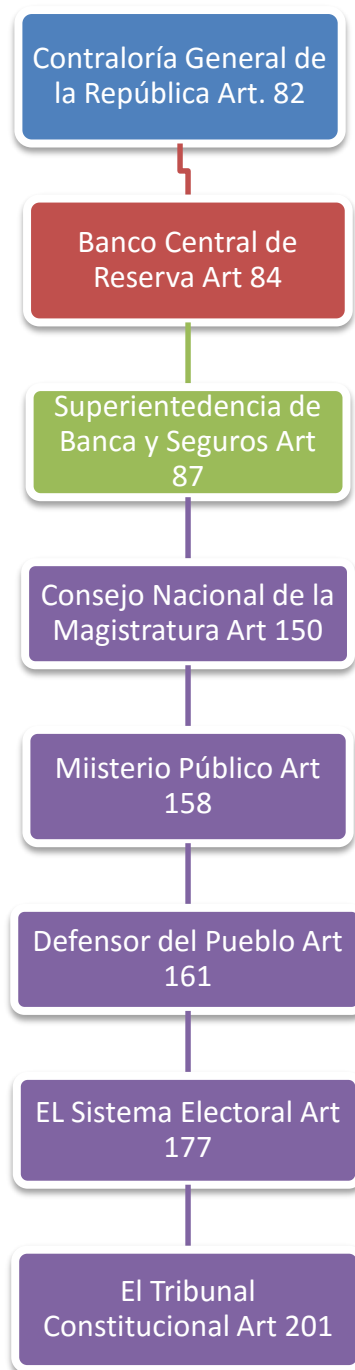 Contraloría General de
la República Art. 82
Banco Central de
Reserva Art 84
Superientedencia de
Banca y Seguros Art
87
Consejo Nacional de la
Magistratura Art 150
Miisterio Público Art
158
Defensor del Pueblo Art
161
EL Sistema Electoral Art
177
El Tribunal
Constitucional Art 201